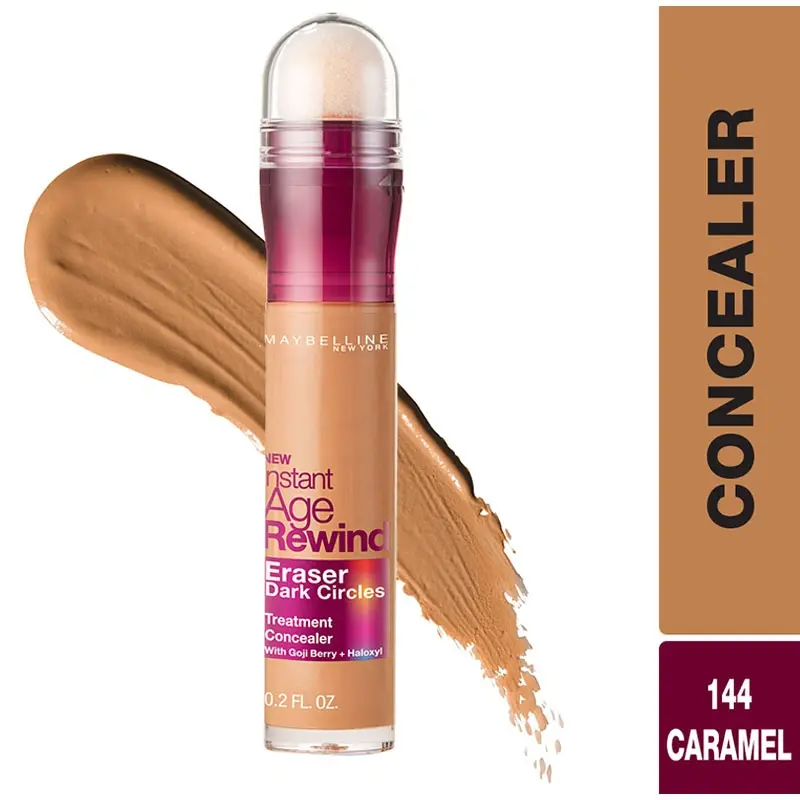 MAYBELLINE
NEW YORK
NEW
Instant
Age
Rewind
Eraser
Dark Circles
Treatment
Concealer
With Goji Berry + Haloxyl
0.2 FL. OZ.
CONCEALER
144
CARAMEL